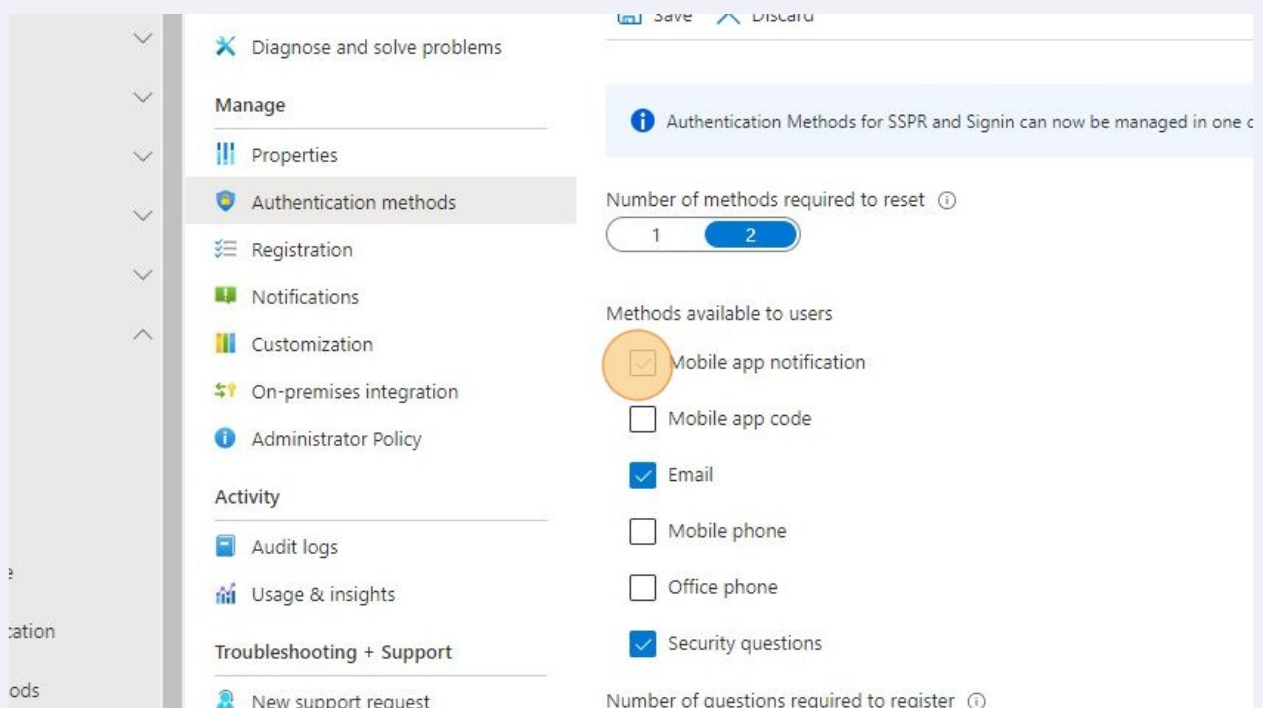 Save Discard
Diagnose and solve problems
Manage
Properties
Authentication methods
Registration
Notifications
Customization
On-premises integration
Administrator Policy
Activity
Audit logs
Usage & insights
Troubleshooting + Support
New support request
Authentication Methods for SSPR and Signin can now be managed in one
Number of methods required to reset
1 2
Methods available to users
Mobile app notification
Mobile app code
Email
Mobile phone
Office phone
Security questions
Number of questions required to register